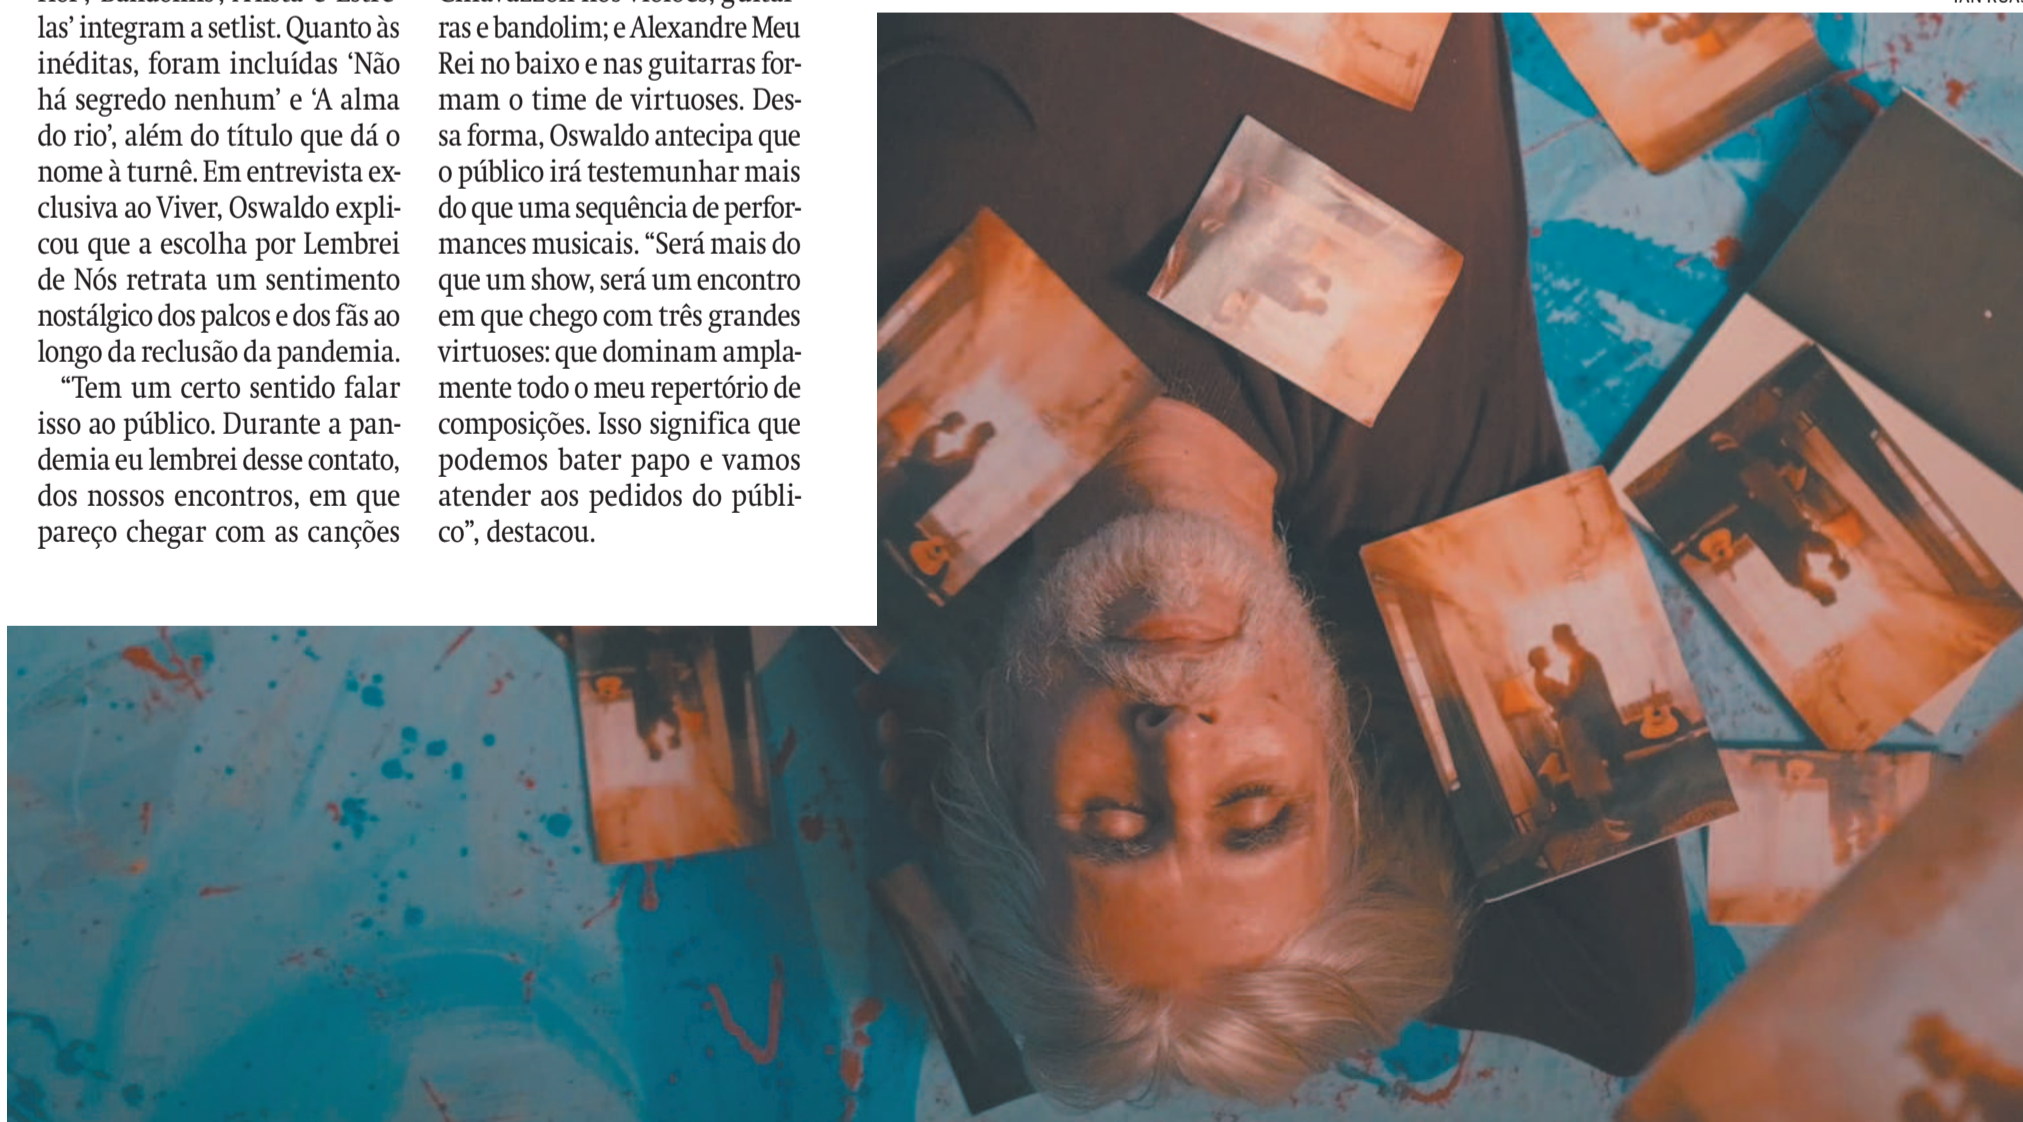 las’ integram a setlist. Quanto às
inéditas, foram incluídas ‘Não
há segredo nenhum’ e ‘A alma
do rio’, além do título que dá o
nome à turnê. Em entrevista ex-
clusiva ao Viver, Oswaldo expli-
cou que a escolha por Lembrei
de Nós retrata um sentimento
nostálgico dos palcos e dos fãs ao
longo da reclusão da pandemia.
“Tem um certo sentido falar
isso ao público. Durante a pan-
demia eu lembrei desse contato,
dos nossos encontros, em que
pareço chegar com as canções
ras e bandolim; e Alexandre Meu
Rei no baixo e nas guitarras for-
mam o time de virtuoses. Des-
sa forma, Oswaldo antecipa que
o público irá testemunhar mais
do que uma sequência de perfor-
mances musicais. “Será mais do
que um show, será um encontro
em que chego com três grandes
virtuoses: que dominam ampla-
mente todo o meu repertório de
composições. Isso significa que
podemos bater papo e vamos
atender aos pedidos do públi-
co”, destacou.